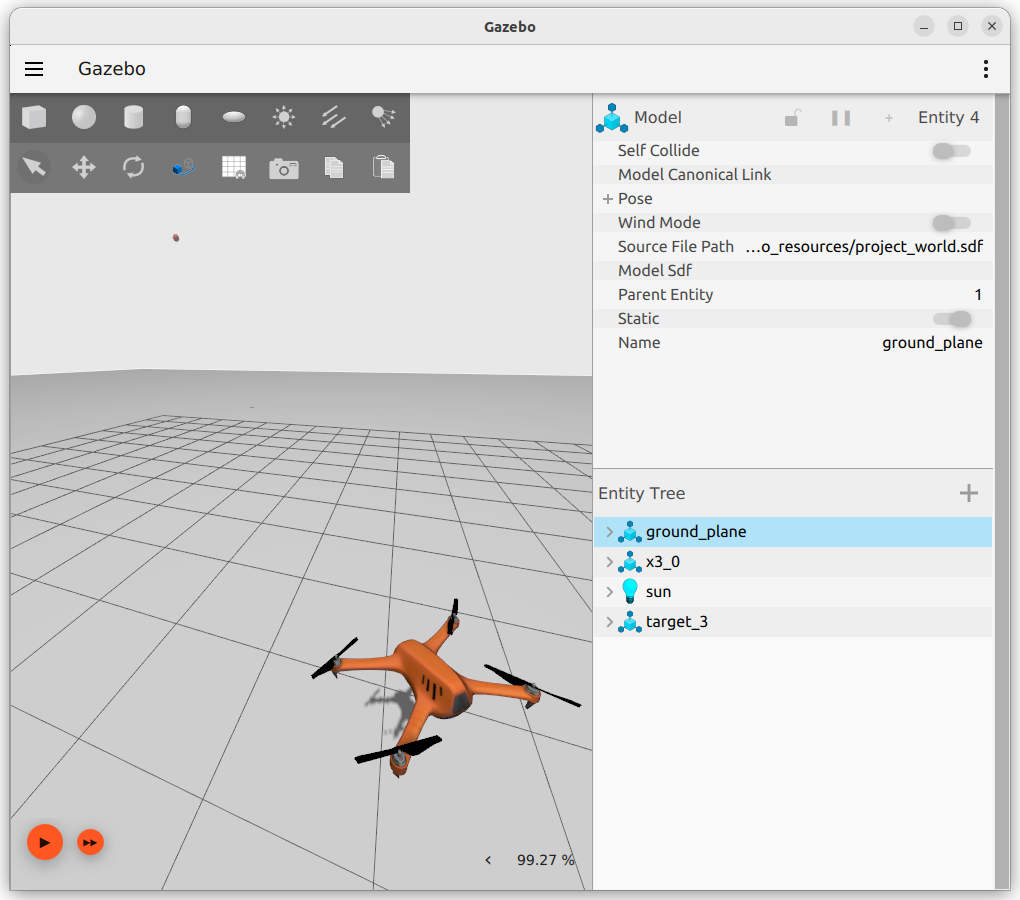 Gazebo
Gazebo
Model Entity 4
Self Collide
Model Canonical Link
Pose
Wind Mode
Source File Path …o_resources/project_world.sdf
Model Sdf
Parent Entity 1
Static
Name ground_plane
Entity Tree
ground_plane
x3_0
sun
target_3
99.27 %